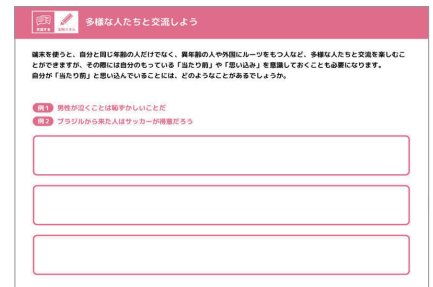 多様な人たちと交流しよう
端末を使うと、自分と同じ年齢の人だけでなく、異年齢の人や外国にルーツをもつ人など、多様な人たちと交流を楽しむこ
とができますが、その際には自分のもっている「当たり前」や「思い込み」を意識しておくことも必要になります。
自分が「当たり前」と思い込んでいることには、どのようなことがあるでしょうか。
例1 男性が泣くことは恥ずかしいことだ
例2 ブラジルから来た人はサッカーが得意だろう